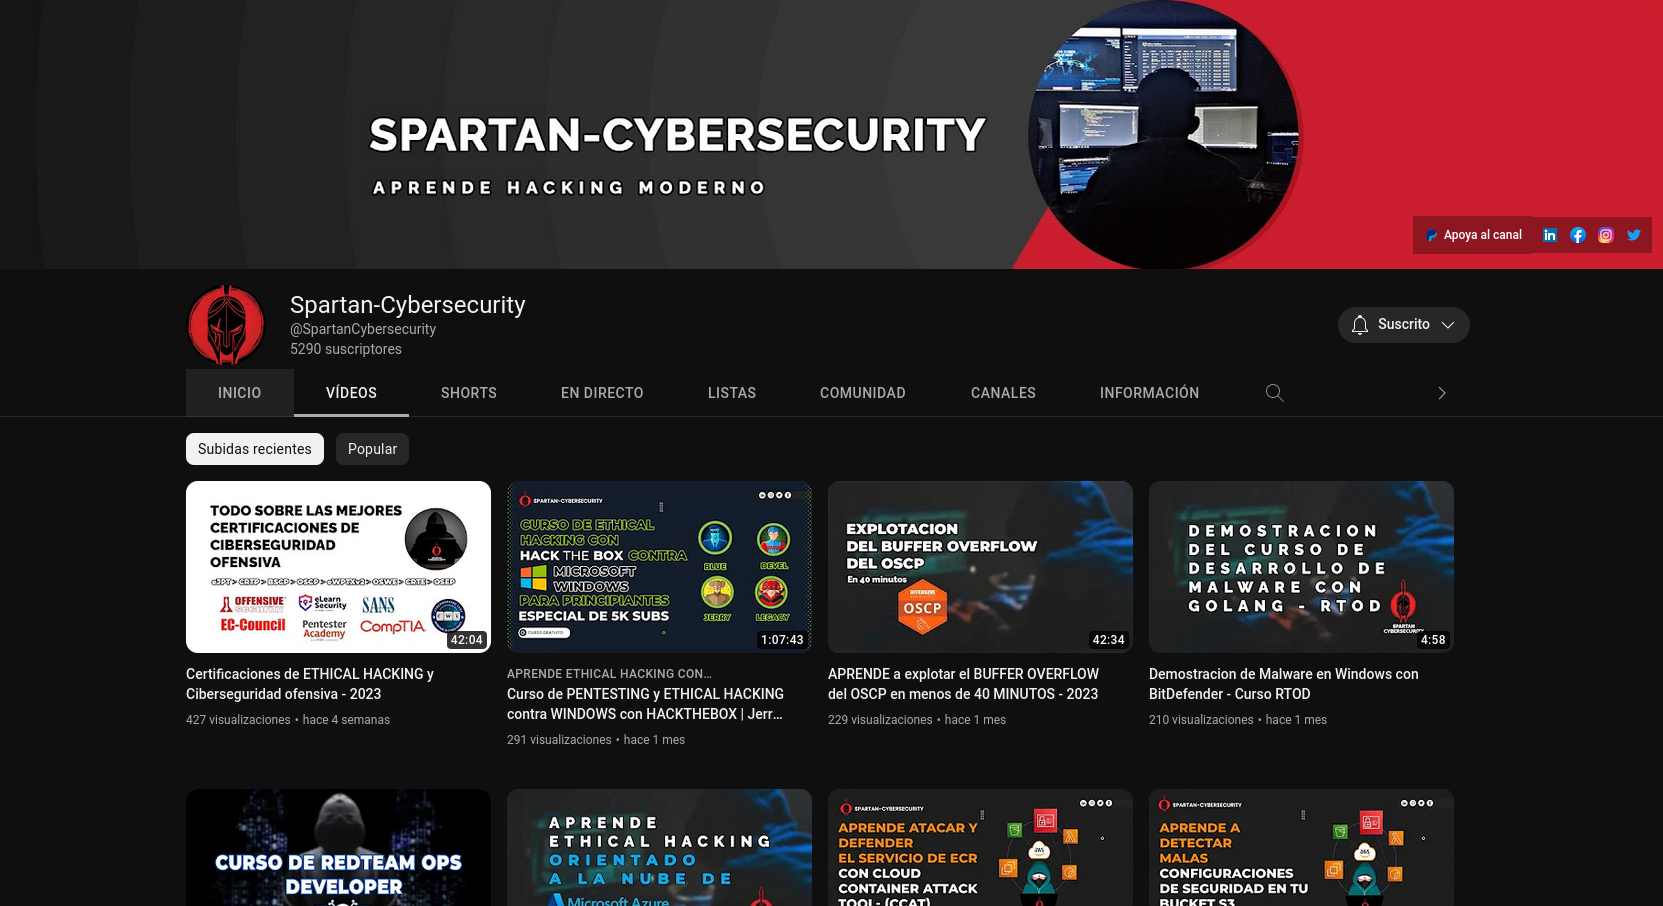 SPARTAN-CYBERSECURITY
APRENDE HACKING MODERNO
Apoya al canal
Spartan-Cybersecurity
@SpartanCybersecurity
5290 suscriptores
Suscrito
INICIO VÍDEOS SHORTS EN DIRECTO LISTAS COMUNIDAD CANALES INFORMACIÓN
Subidas recientes Popular
TODO SOBRE LAS MEJORES
CERTIFICACIONES DE
CIBERSEGURIDAD
OFENSIVA
eJPT> CRTP> BSCP> OSCP> eWPTXv2> OSWE> CRTE> OSEP
OFFENSIVE
security
eLearn
Security
SANS
EC-Council
Pentester
Academy
CompTIA
42:04
Certificaciones de ETHICAL HACKING y
Ciberseguridad ofensiva - 2023
427 visualizaciones • hace 4 semanas
SPARTAN-CYBERSECURITY
CURSO DE ETHICAL
HACKING CON
HACK THE BOX CONTRA
MICROSOFT
WINDOWS
PARA PRINCIPIANTES
ESPECIAL DE 5K SUBS
CURSO GRATUITO
BLUE
DEVEL
JERRY
LEGACY
1:07:43
APRENDE ETHICAL HACKING CON…
Curso de PENTESTING y ETHICAL HACKING
contra WINDOWS con HACKTHEBOX | Jerr…
291 visualizaciones • hace 1 mes
EXPLOTACION
DEL BUFFER OVERFLOW
DEL OSCP
En 40 minutos
OFFENSIVE
OSCP
42:34
APRENDE a explotar el BUFFER OVERFLOW
del OSCP en menos de 40 MINUTOS - 2023
229 visualizaciones • hace 1 mes
DEMOSTRACION
DEL CURSO DE
DESARROLLO DE
MALWARE CON
GOLANG - RTOD
SPARTAN
CYBERSECURITY
4:58
Demostracion de Malware en Windows con
BitDefender - Curso RTOD
210 visualizaciones • hace 1 mes
CURSO DE REDTEAM OPS
DEVELOPER
APRENDE
ETHICAL HACKING
ORIENTADO
A LA NUBE DE
Microsoft Azure
SPARTAN-CYBERSECURITY
APRENDE ATACAR Y
DEFENDER
EL SERVICIO DE ECR
CON CLOUD
CONTAINER ATTACK
TOOL- (CCAT)
aws
SPARTAN-CYBERSECURITY
APRENDE A
DETECTAR
MALAS
CONFIGURACIONES
DE SEGURIDAD EN TU
BUCKET S3
aws